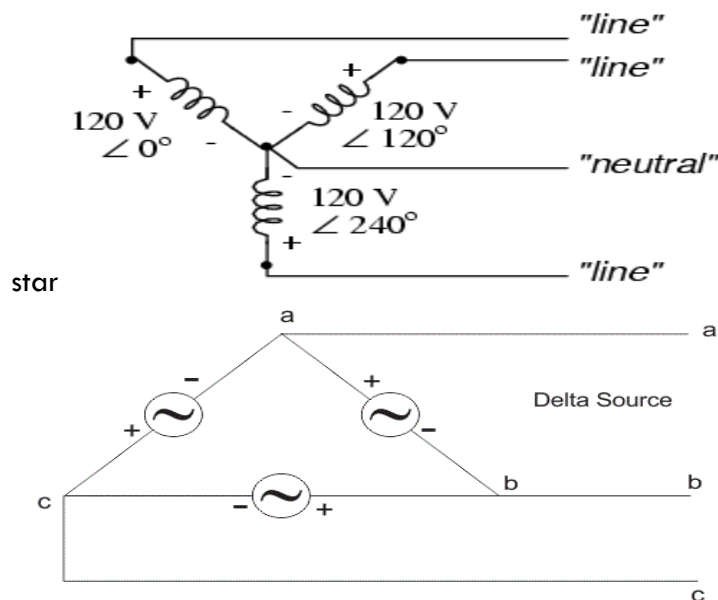 "line"
"line"
+
+
120 V
∠ 0°
-
-
120 V
∠ 120°
"neutral"
-
120 V
∠ 240°
+
"line"
star
a
a
-
+
Delta Source
+
-
c
-
+
b
b
c